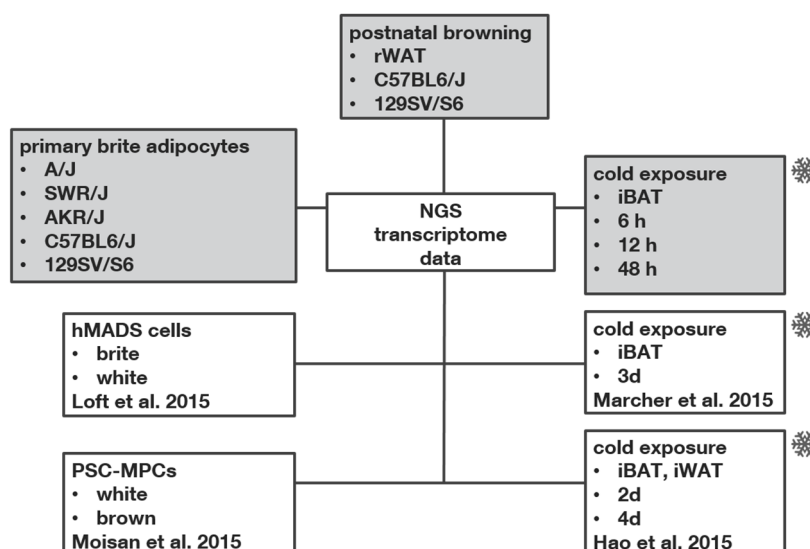 postnatal browning
• rWAT
• C57BL6/J
• 129SV/S6
primary brite adipocytes
• A/J
• SWR/J
• AKR/J
• C57BL6/J
• 129SV/S6
NGS
transcriptome
data
cold exposure
• iBAT
• 6 h
• 12 h
• 48 h
hMADS cells
• brite
• white
Loft et al. 2015
cold exposure
• iBAT
• 3d
Marcher et al. 2015
PSC-MPCs
• white
• brown
Moisan et al. 2015
cold exposure
• iBAT, iWAT
• 2d
• 4d
Hao et al. 2015